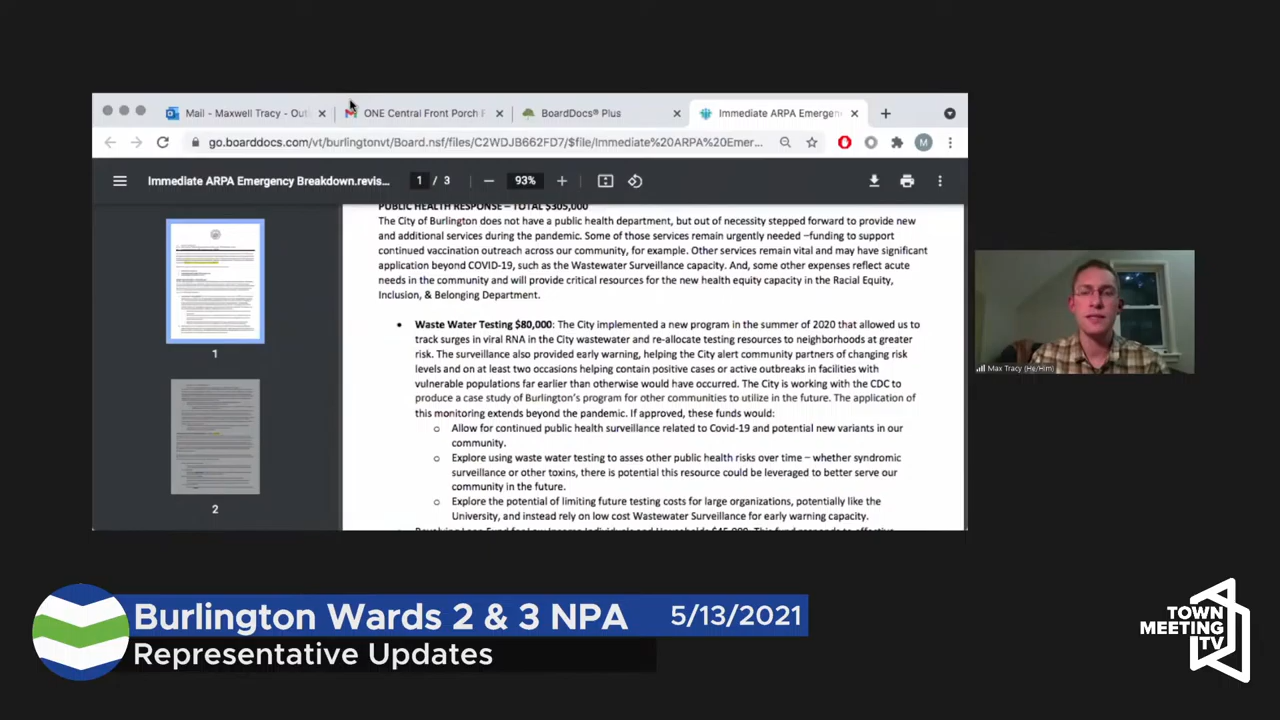 Mail - Maxwell Tracy - Out
ONE Central Front Porch F
BoardDocs® Plus
Immediate ARPA Emergen
go.boarddocs.com/vt/burlingtonvt/Board.nsf/files/C2WDJB662FD7/$file/Immediate%20ARPA%20Emer...
M
Immediate ARPA Emergency Breakdown.revis...
1 / 3
93%
1
2
PUBLIC HEALTH RESPONSE – TOTAL $305,000
The City of Burlington does not have a public health department, but out of necessity stepped forward to provide new
and additional services during the pandemic. Some of those services remain urgently needed –funding to support
continued vaccination outreach across our community, for example. Other services remain vital and may have significant
application beyond COVID-19, such as the Wastewater Surveillance capacity. And, some other expenses reflect acute
needs in the community and will provide critical resources for the new health equity capacity in the Racial Equity,
Inclusion, & Belonging Department.
• Waste Water Testing $80,000: The City implemented a new program in the summer of 2020 that allowed us to
track surges in viral RNA in the City wastewater and re-allocate testing resources to neighborhoods at greater
risk. The surveillance also provided early warning, helping the City alert community partners of changing risk
levels and on at least two occasions helping contain positive cases or active outbreaks in facilities with
vulnerable populations far earlier than otherwise would have occurred. The City is working with the CDC to
produce a case study of Burlington's program for other communities to utilize in the future. The application of
this monitoring extends beyond the pandemic. If approved, these funds would:
o Allow for continued public health surveillance related to Covid-19 and potential new variants in our
community.
o Explore using waste water testing to asses other public health risks over time – whether syndromic
surveillance or other toxins, there is potential this resource could be leveraged to better serve our
community in the future.
o Explore the potential of limiting future testing costs for large organizations, potentially like the
University, and instead rely on low cost Wastewater Surveillance for early warning capacity.
Max Tracy (He/Him)
Burlington Wards 2 & 3 NPA 5/13/2021
Representative Updates
TOWN
MEETING
TV